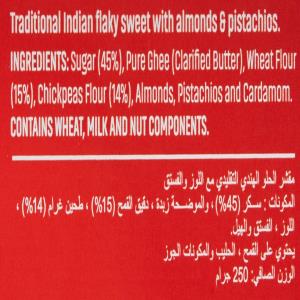 Traditional Indian flaky sweet with almonds & pistachios.
INGREDIENTS: Sugar (45%), Pure Ghee (Clarified Butter), Wheat Flour
(15%), Chickpeas Flour (14%), Almonds, Pistachios and Cardamom.
CONTAINS WHEAT, MILK AND NUT COMPONENTS.
مقشر الحلو الهندي التقليدي مع اللوز والفستق
المكونات : سكر (45%) ، والموضحة زبدة ، دقيق القمح (15%) ، طحين غرام (14%) ،
اللوز ، الفستق والهيل.
يحتوي على القمح ، الحليب والمكونات الجوز
الوزن الصافي: 250 جرام